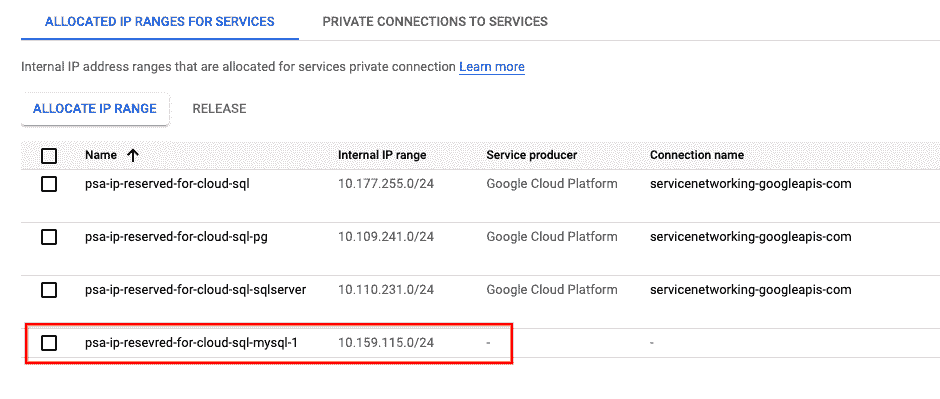 ALLOCATED IP RANGES FOR SERVICES PRIVATE CONNECTIONS TO SERVICES
Internal IP address ranges that are allocated for services private connection Learn more
ALLOCATE IP RANGE RELEASE
Name Internal IP range Service producer Connection name
psa-ip-reserved-for-cloud-sql 10.177.255.0/24 Google Cloud Platform servicenetworking-googleapis-com
psa-ip-reserved-for-cloud-sql-pg 10.109.241.0/24 Google Cloud Platform servicenetworking-googleapis-com
psa-ip-reserved-for-cloud-sql-sqlserver 10.110.231.0/24 Google Cloud Platform servicenetworking-googleapis-com
psa-ip-resevred-for-cloud-sql-mysql-1 10.159.115.0/24 - -